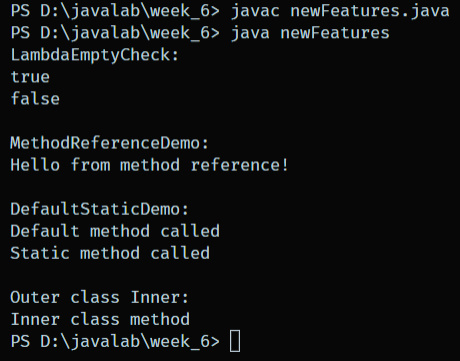 PS D:\javalab\week_6> javac newFeatures.java
PS D:\javalab\week_6> java newFeatures
LambdaEmptyCheck:
true
false

MethodReferenceDemo:
Hello from method reference!

DefaultStaticDemo:
Default method called
Static method called

Outer class Inner:
Inner class method
PS D:\javalab\week_6>